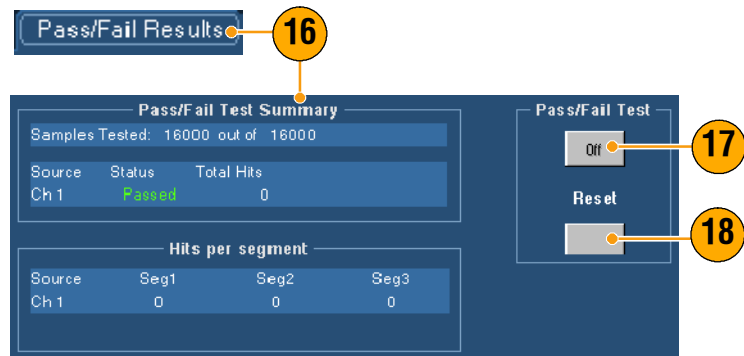 Pass/Fail Results
16
Pass/Fail Test Summary
Samples Tested: 16000 out of 16000
Source Status Total Hits
Ch 1 Passed 0
Hits per segment
Source Seg1 Seg2 Seg3
Ch 1 0 0 0
Pass/Fail Test
Off
17
Reset
18